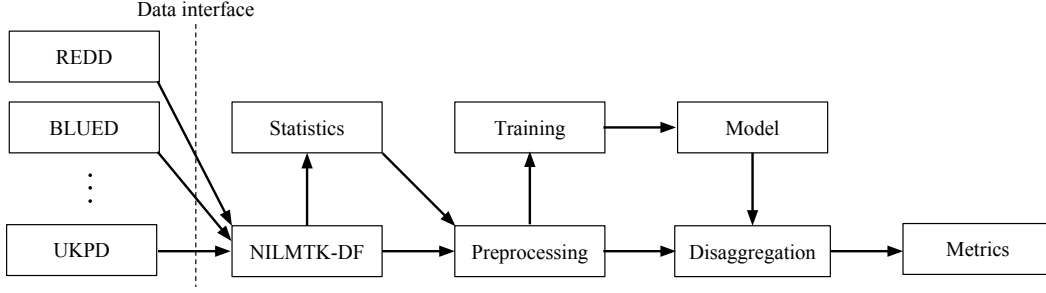 Data interface
REDD
BLUED
Statistics
Training
Model
UKPD
NILMTK-DF
Preprocessing
Disaggregation
Metrics